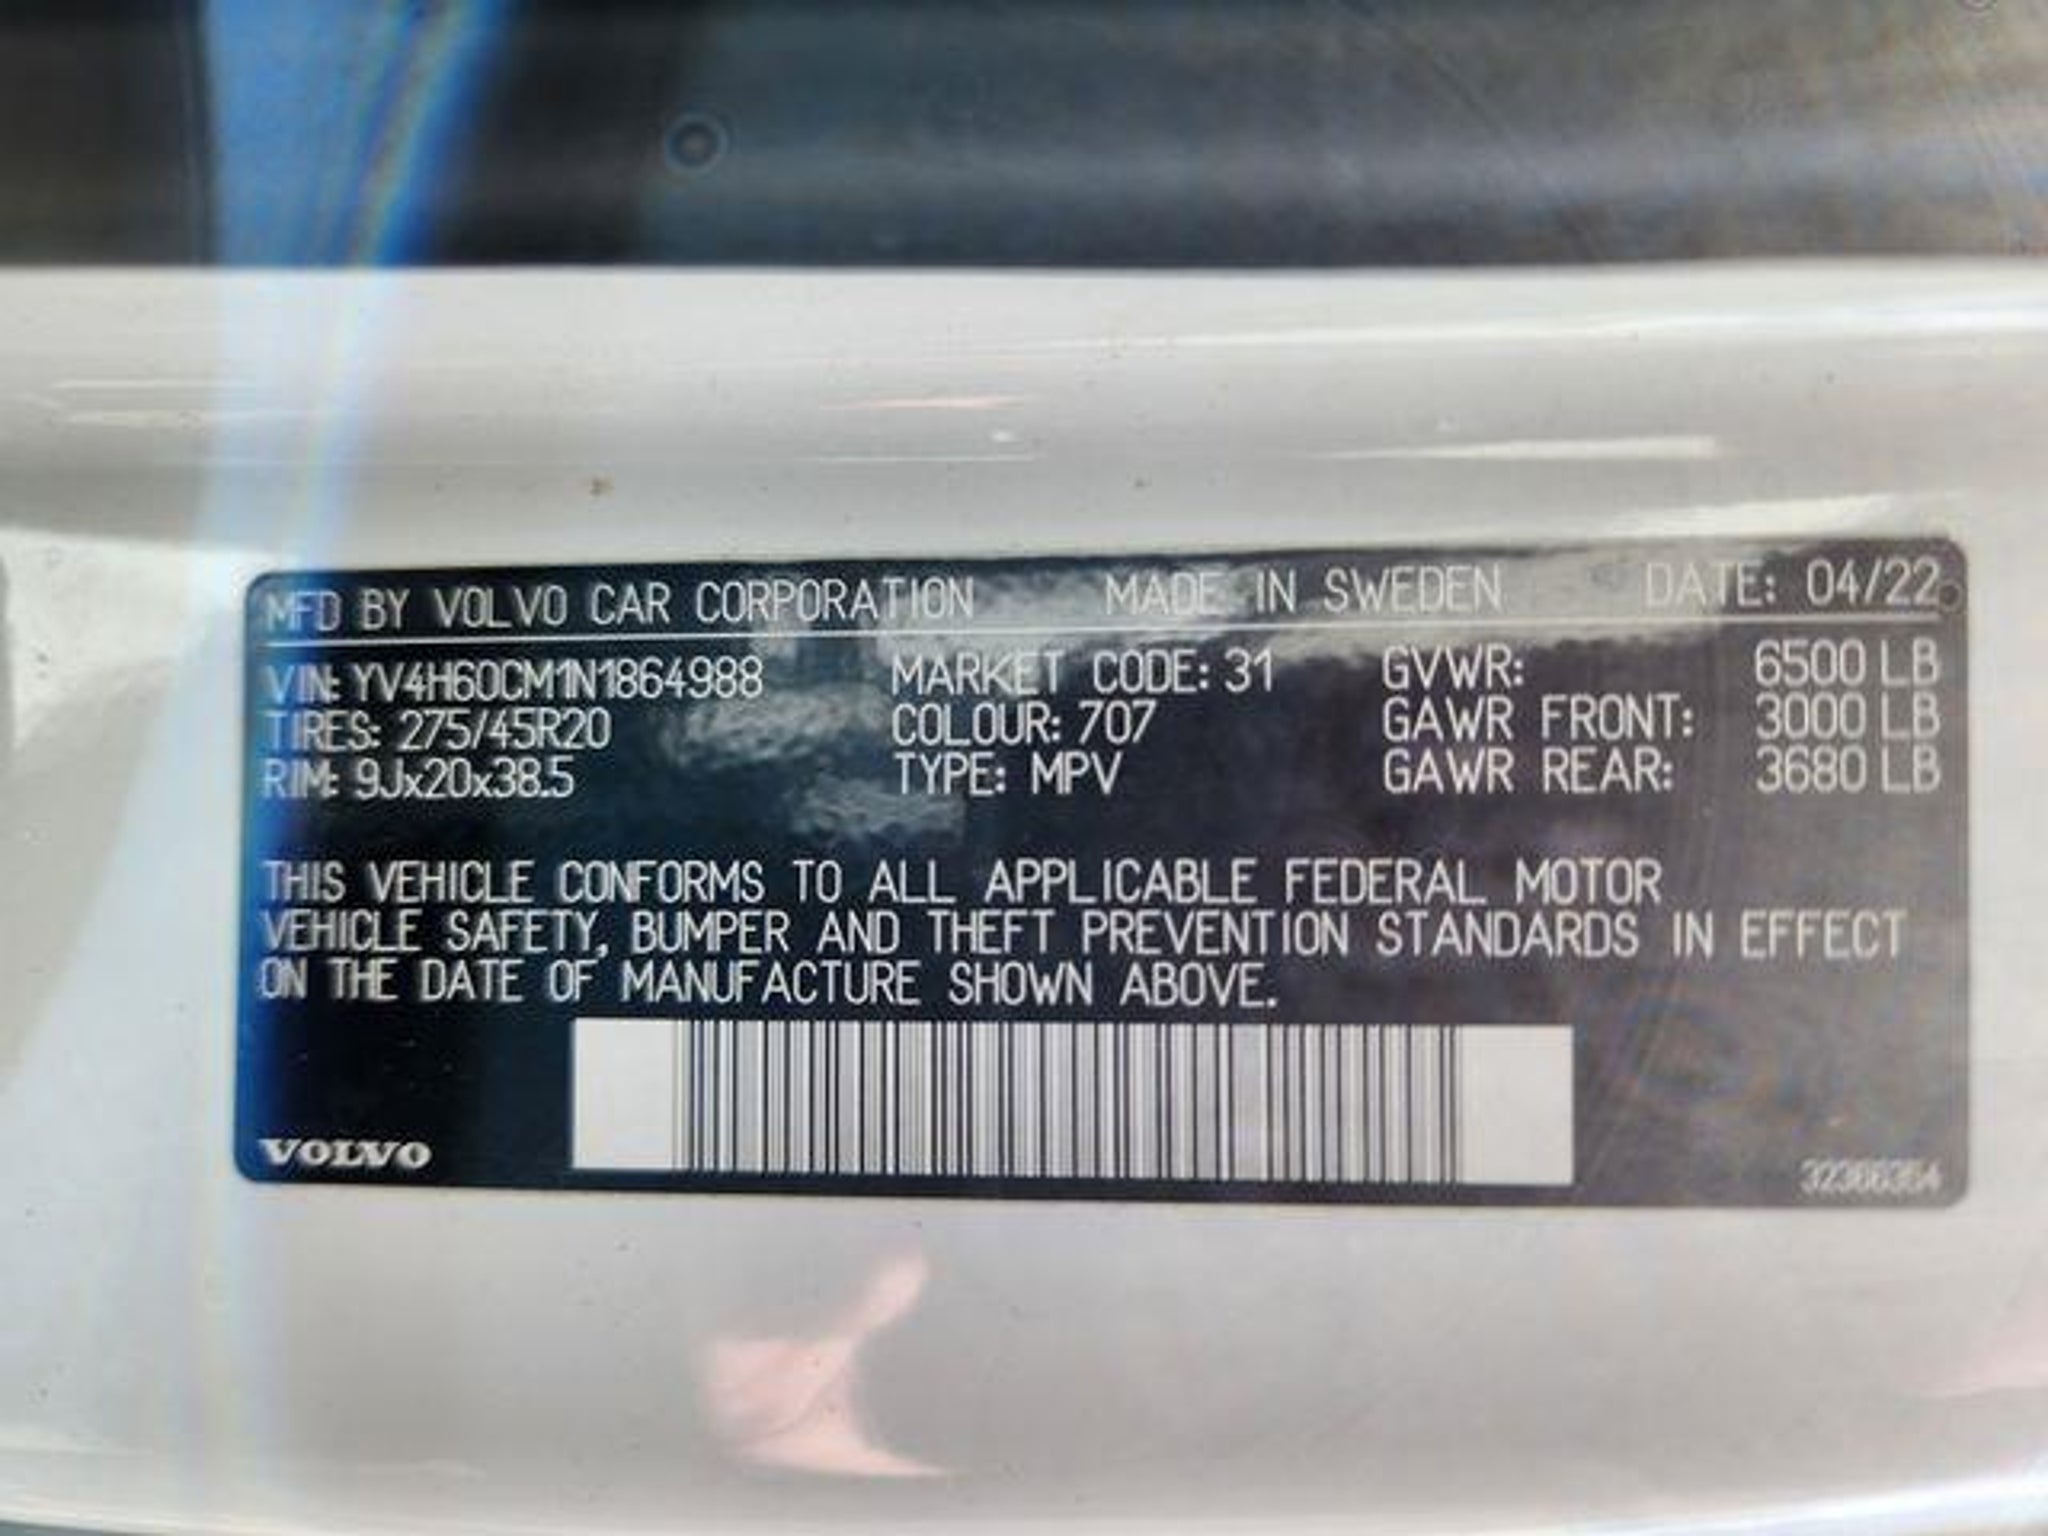 MFD BY VOLVO CAR CORPORATION MADE IN SWEDEN DATE: 04/22
VIN: YV4H60CM1N1864988 MARKET CODE: 31 GVWR: 6500 LB
TIRES: 275/45R20 COLOUR: 707 GAWR FRONT: 3000 LB
RIM: 9Jx20x38.5 TYPE: MPV GAWR REAR: 3680 LB
THIS VEHICLE CONFORMS TO ALL APPLICABLE FEDERAL MOTOR
VEHICLE SAFETY, BUMPER AND THEFT PREVENTION STANDARDS IN EFFECT
ON THE DATE OF MANUFACTURE SHOWN ABOVE.
VOLVO